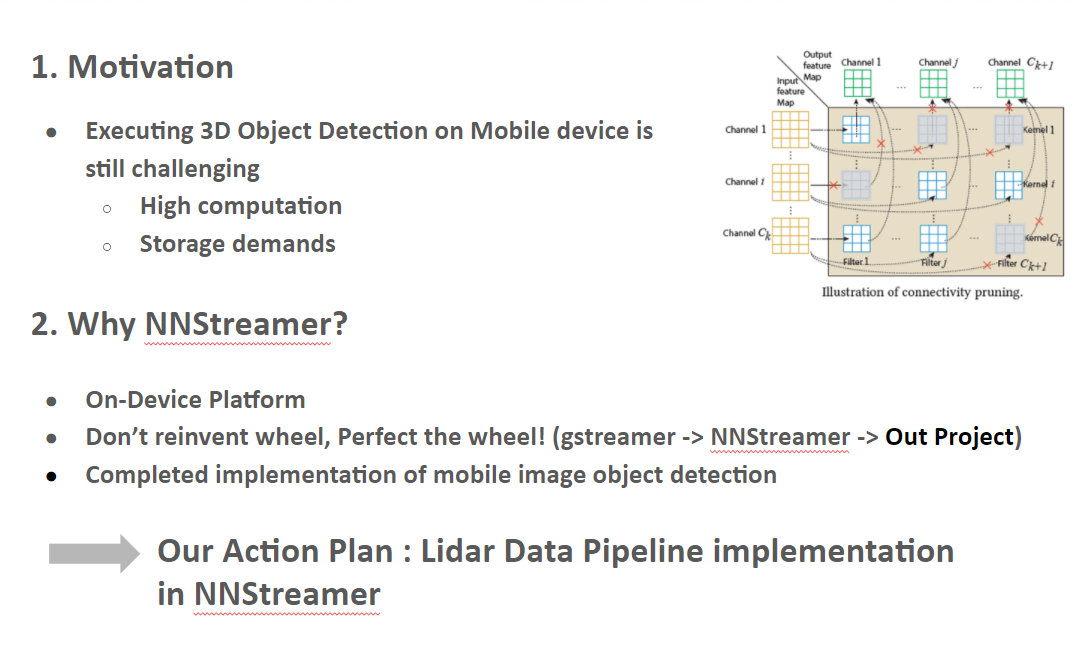 1. Motivation
● Executing 3D Object Detection on Mobile device is
still challenging
○ High computation
○ Storage demands
Output
feature
Map
Input
feature
Map
Channel 1
Channel j
Channel Ck+1
...
...
Channel 1
Channel i
Channel Ck
Kernel 1
Kernel i
Kernel Ck
Filter 1
Filter j
Filter Ck+1
Illustration of connectivity pruning.
2. Why NNStreamer?
● On-Device Platform
● Don’t reinvent wheel, Perfect the wheel! (gstreamer -> NNStreamer -> Out Project)
● Completed implementation of mobile image object detection
Our Action Plan : Lidar Data Pipeline implementation
in NNStreamer